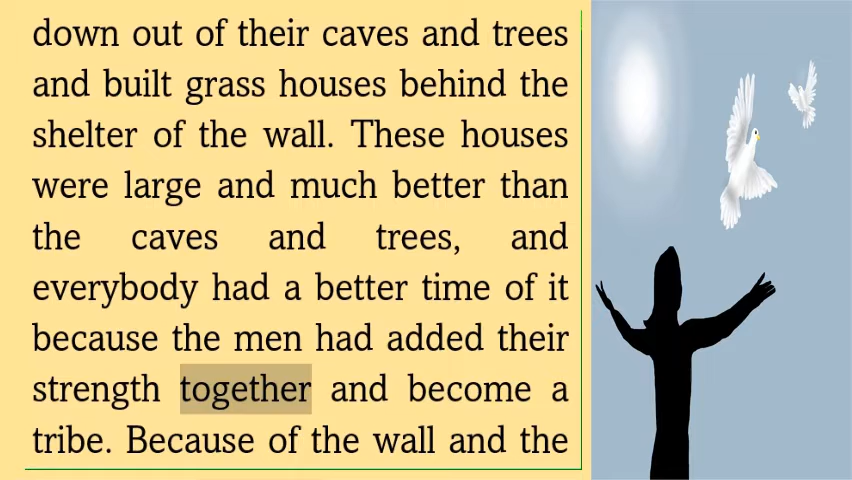 down out of their caves and trees
and built grass houses behind the
shelter of the wall. These houses
were large and much better than
the caves and trees, and
everybody had a better time of it
because the men had added their
strength together and become a
tribe. Because of the wall and the